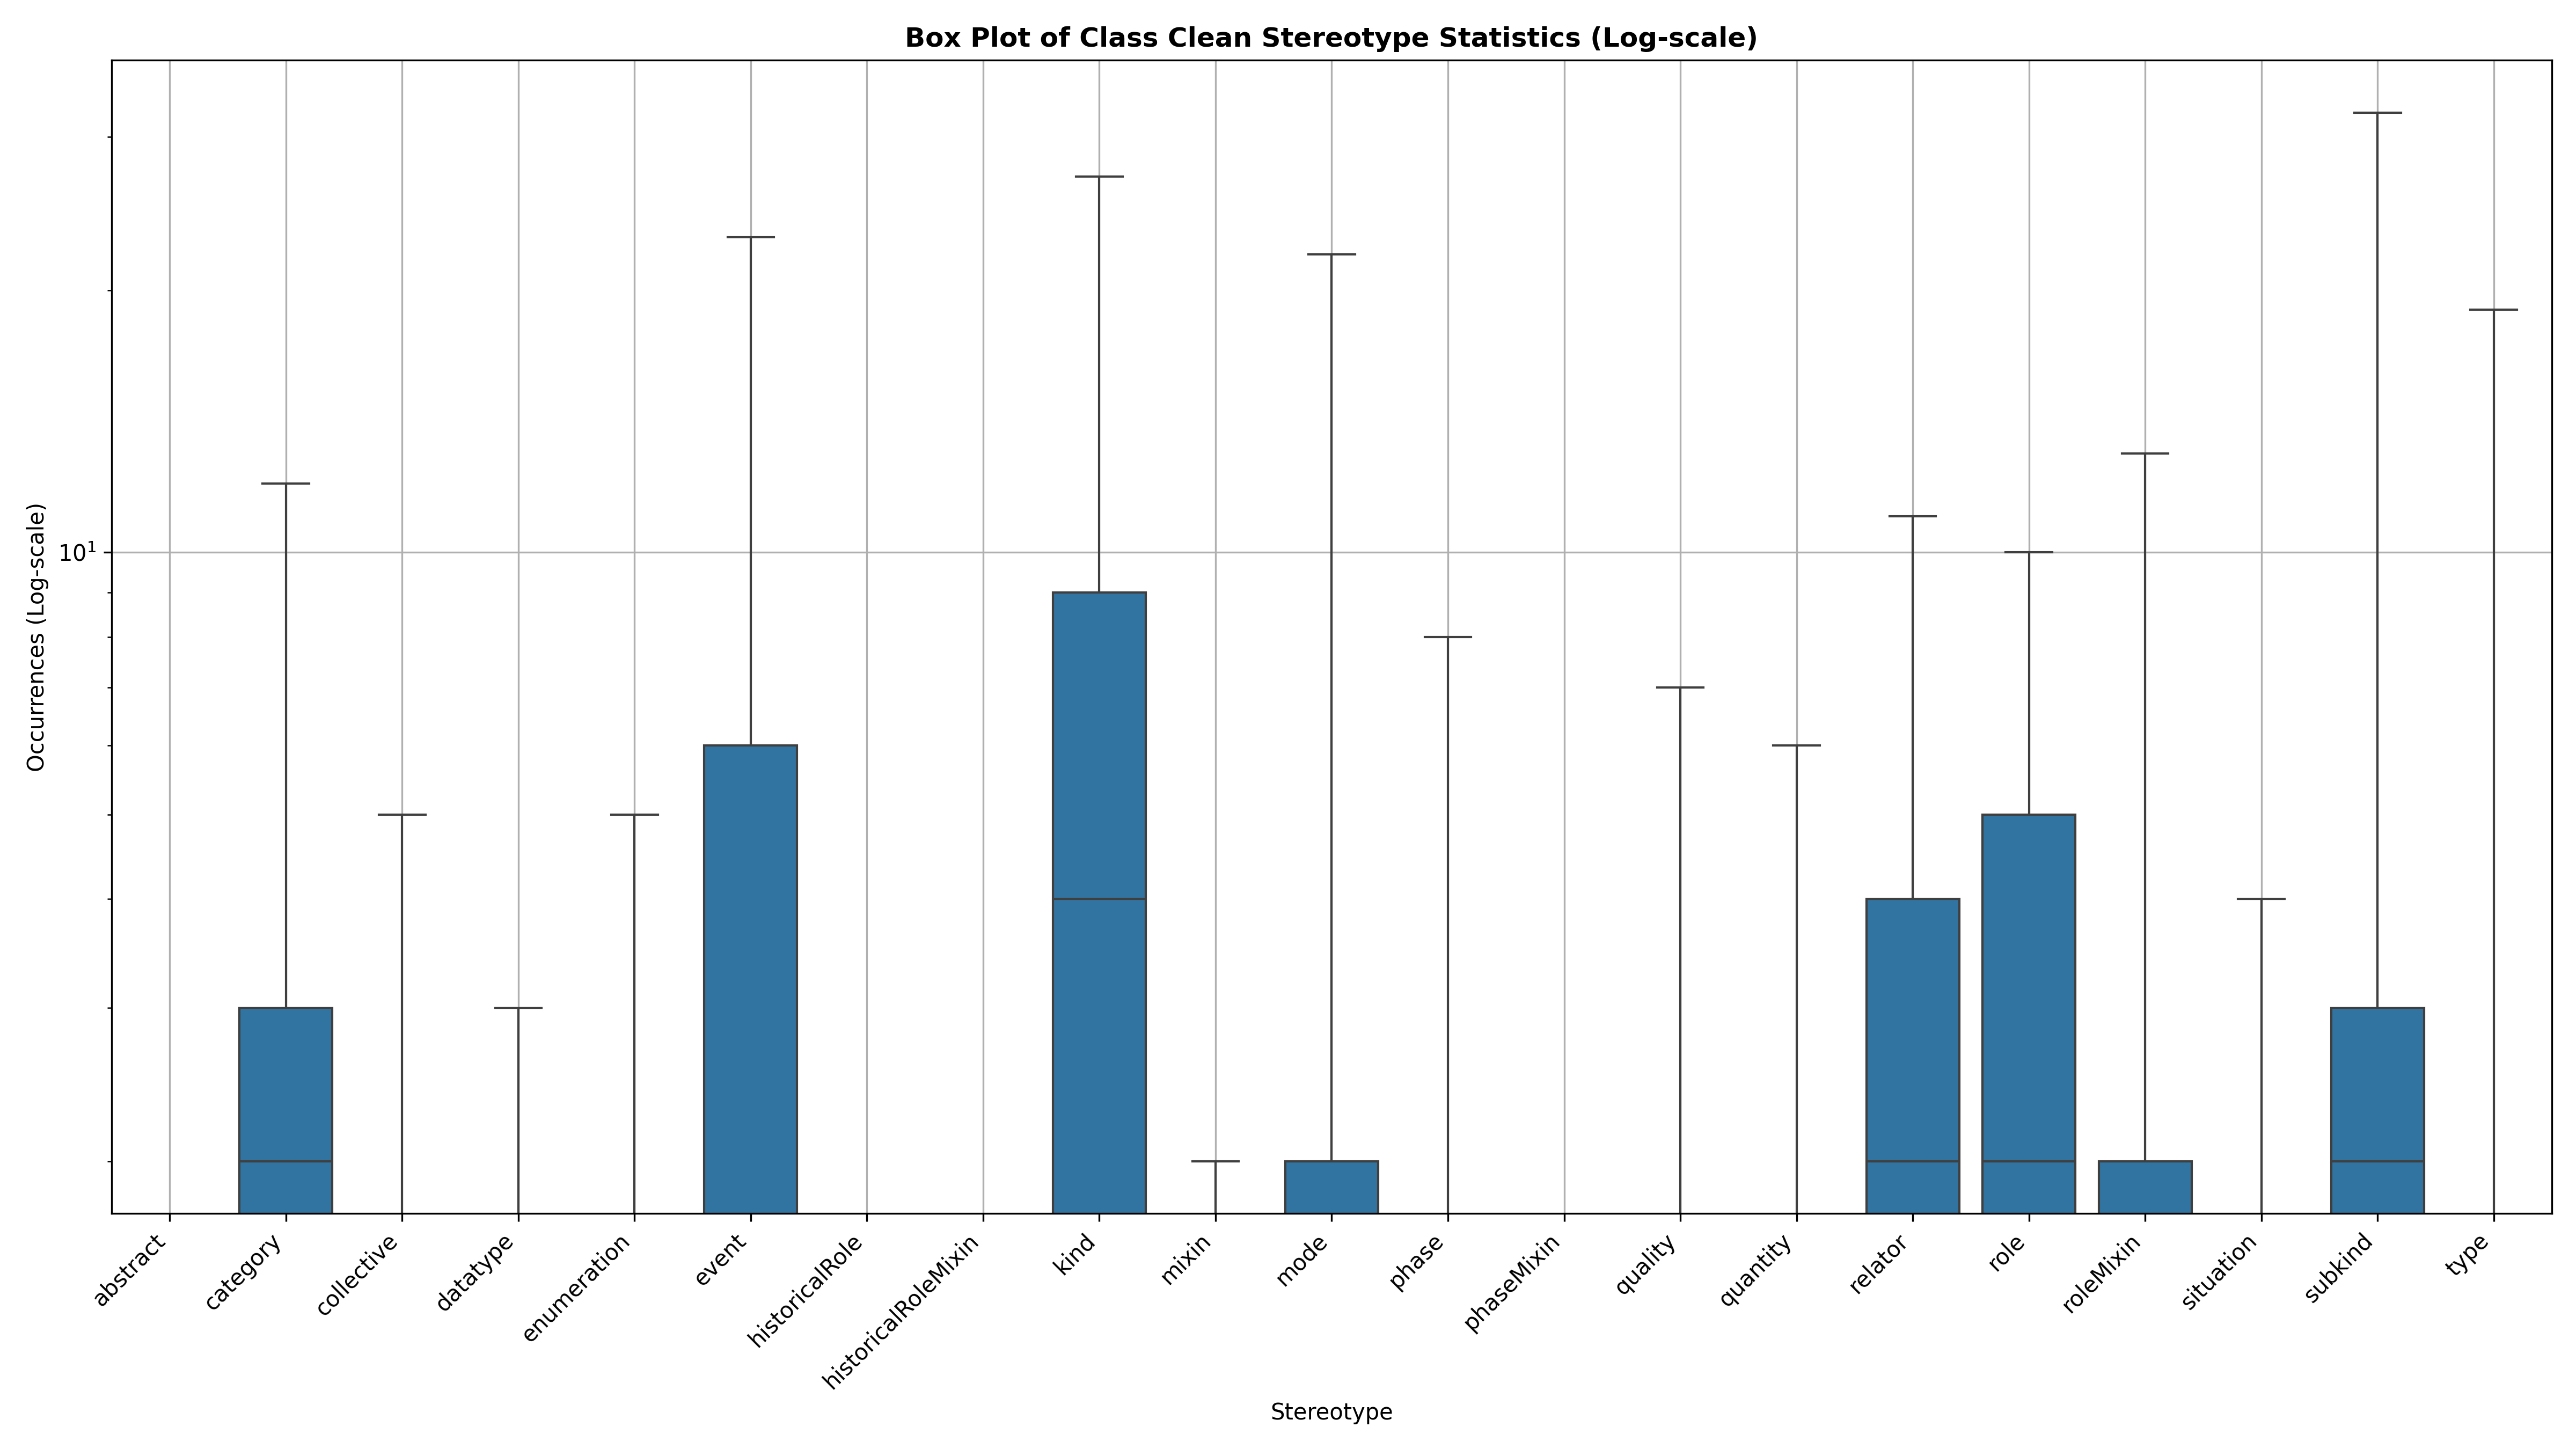 Box Plot of Class Clean Stereotype Statistics (Log-scale)
Occurrences (Log-scale)
10¹
abstract
category
collective
datatype
enumeration
event
historicalRole
historicalRoleMixin
kind
mixin
mode
phase
phaseMixin
quality
quantity
relator
role
roleMixin
situation
subkind
type
Stereotype